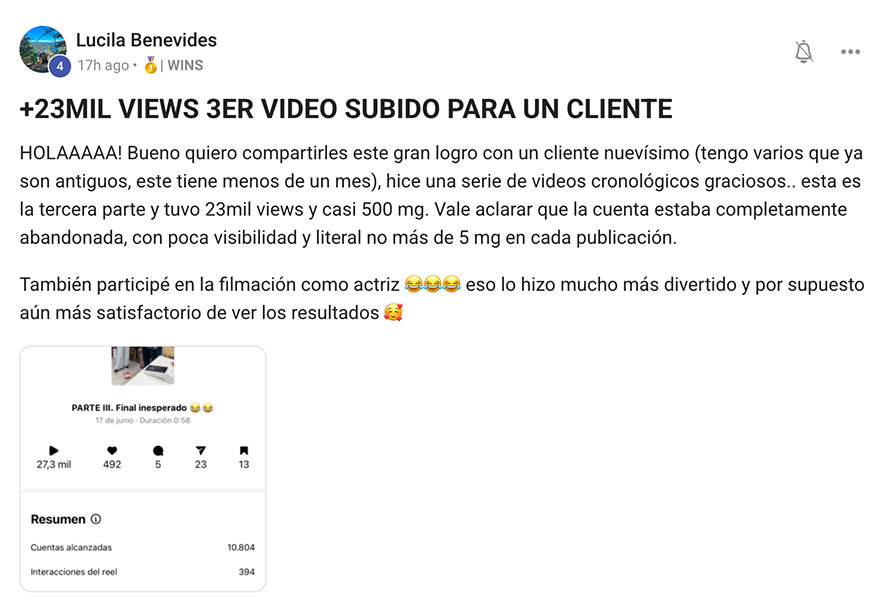 Lucila Benevides
4 17h ago • 🥇| WINS
+23MIL VIEWS 3ER VIDEO SUBIDO PARA UN CLIENTE
HOLAAAAA! Bueno quiero compartirles este gran logro con un cliente nuevísimo (tengo varios que ya
son antiguos, este tiene menos de un mes), hice una serie de videos cronológicos graciosos.. esta es
la tercera parte y tuvo 23mil views y casi 500 mg. Vale aclarar que la cuenta estaba completamente
abandonada, con poca visibilidad y literal no más de 5 mg en cada publicación.
También participé en la filmación como actriz 😂😂😂 eso lo hizo mucho más divertido y por supuesto
aún más satisfactorio de ver los resultados 🥰
PARTE III. Final inesperado 😂😂
17 de junio · Duración 0:58
27,3 mil 492 5 23 13
Resumen
Cuentas alcanzadas 10.804
Interacciones del reel 394